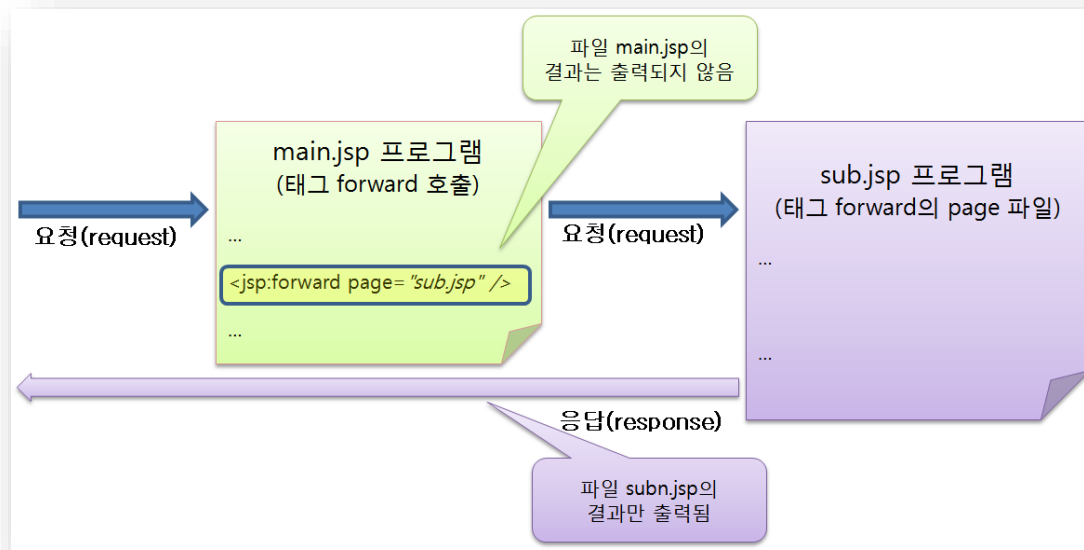 파일 main.jsp의
결과는 출력되지 않음
main.jsp 프로그램
(태그 forward 호출)
sub.jsp 프로그램
(태그 forward의 page 파일)
요청(request)
요청(request)
...
<jsp:forward page="sub.jsp" />
...
...
...
응답(response)
파일 subn.jsp의
결과만 출력됨